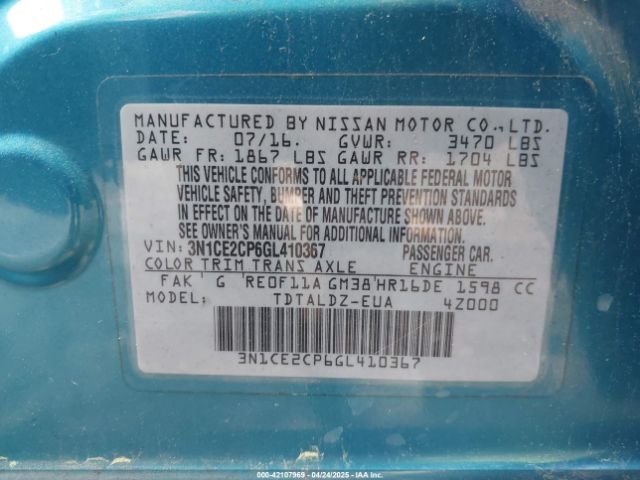 MANUFACTURED BY NISSAN MOTOR CO.,LTD.
DATE: 07/16. GVWR: 3470 LBS
GAWR FR: 1867 LBS GAWR RR: 1704 LBS
THIS VEHICLE CONFORMS TO ALL APPLICABLE FEDERAL MOTOR
VEHICLE SAFETY, BUMPER AND THEFT PREVENTION STANDARDS
IN EFFECT ON THE DATE OF MANUFACTURE SHOWN ABOVE.
SEE OWNER'S MANUAL FOR ADDITIONAL INFORMATION.
VIN: 3N1CE2CP6GL410367 PASSENGER CAR.
COLOR TRIM TRANS AXLE ENGINE
FAK G RE0F11A GM38 HR16DE 1598 CC
MODEL: TDTALDZ-EUA 4Z000
3N1CE2CP6GL410367
000-42107969 - 04/24/2025 - IAAI.COM